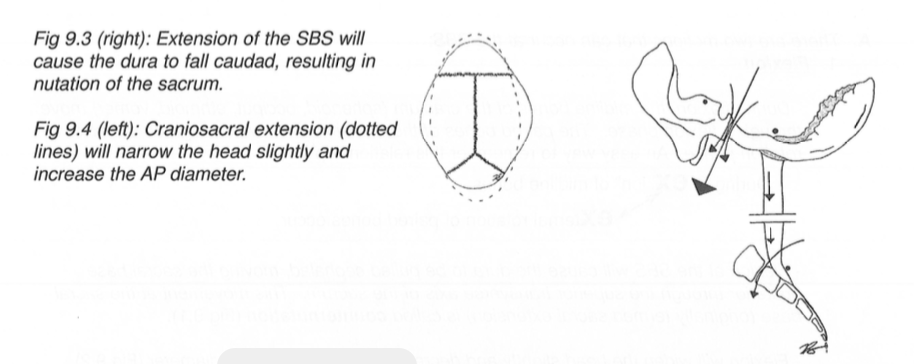 Fig 9.3 (right): Extension of the SBS will
cause the dura to fall caudad, resulting in
nutation of the sacrum.
Fig 9.4 (left): Craniosacral extension (dotted
lines) will narrow the head slightly and
increase the AP diameter.